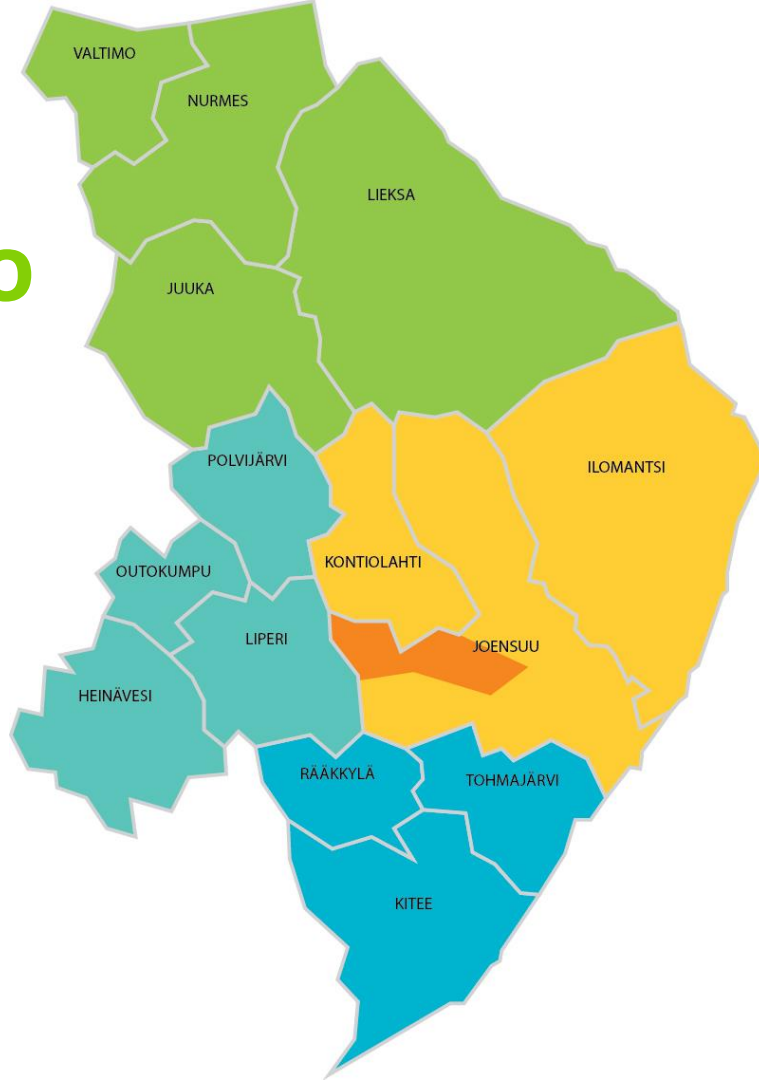 VALTIMO
NURMES
LIEKSA
o
JUUKA
POLVIJÄRVI
ILOMANTSI
KONTIOLAHTI
OUTOKUMPU
LIPERI
JOENSUU
HEINÄVESI
RÄÄKKYLÄ
TOHMAJÄRVI
KITEE